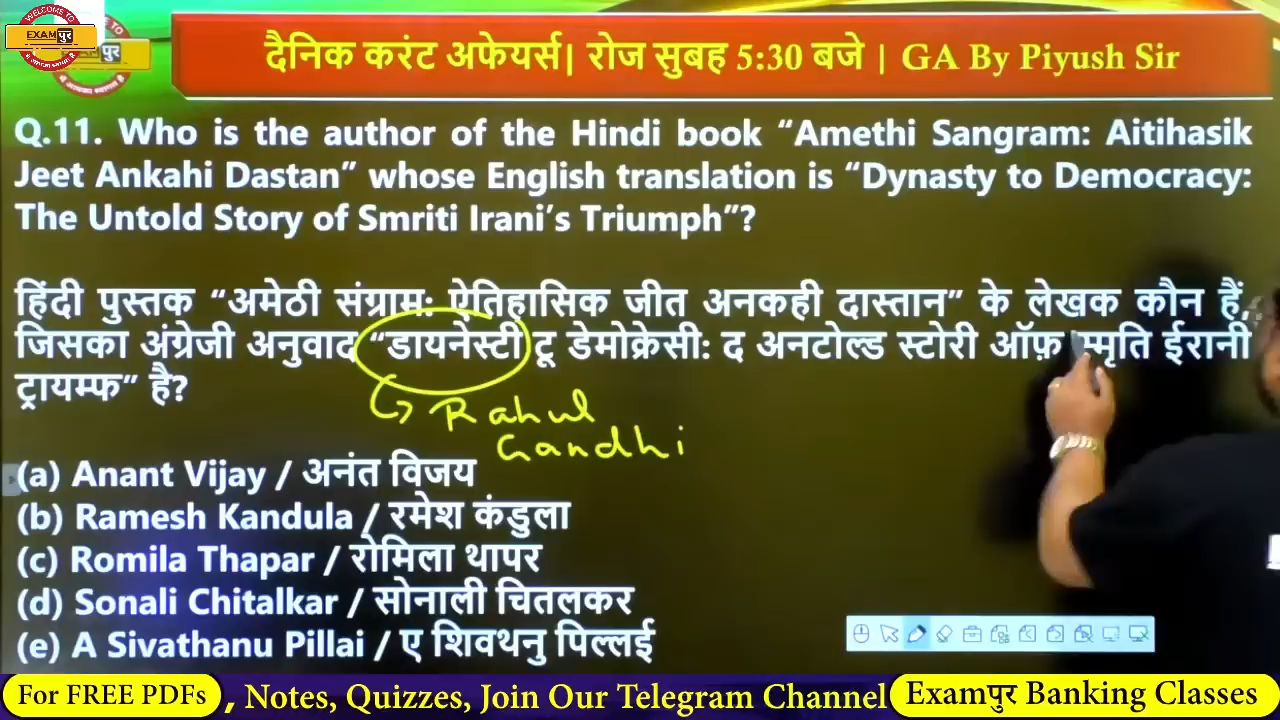 WELCOME TO
EXAMपुर
दैनिक करंट अफेयर्स| रोज सुबह 5:30 बजे | GA By Piyush Sir
Q.11. Who is the author of the Hindi book “Amethi Sangram: Aitihasik
Jeet Ankahi Dastan” whose English translation is “Dynasty to Democracy:
The Untold Story of Smriti Irani’s Triumph”?
हिंदी पुस्तक “अमेठी संग्राम: ऐतिहासिक जीत अनकही दास्तान” के लेखक कौन हैं,
जिसका अंग्रेजी अनुवाद “डायनेस्टी टू डेमोक्रेसी: द अनटोल्ड स्टोरी ऑफ़ स्मृति ईरानी
ट्रायम्फ” है?
Rahul
Gandhi
(a) Anant Vijay / अनंत विजय
(b) Ramesh Kandula / रमेश कंडुला
(c) Romila Thapar / रोमिला थापर
(d) Sonali Chitalkar / सोनाली चितलकर
(e) A Sivathanu Pillai / ए शिवथनु पिल्लई
For FREE PDFs , Notes, Quizzes, Join Our Telegram Channel Examपुर Banking Classes